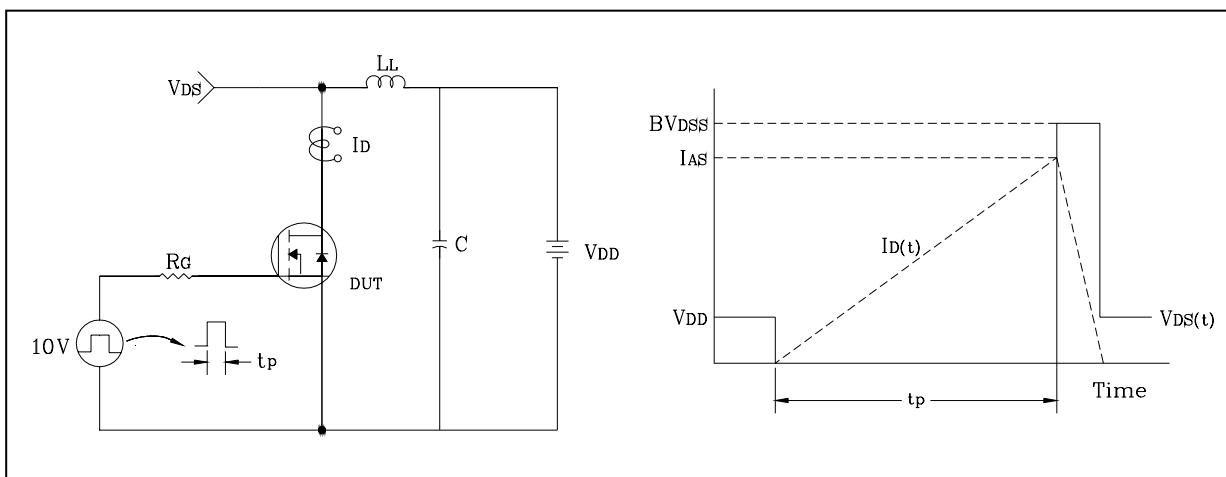 LL
VDS
ID
RG
C
VDD
DUT
10V
tp
BVDSS
IAS
ID(t)
VDD
VDS(t)
Time
tp